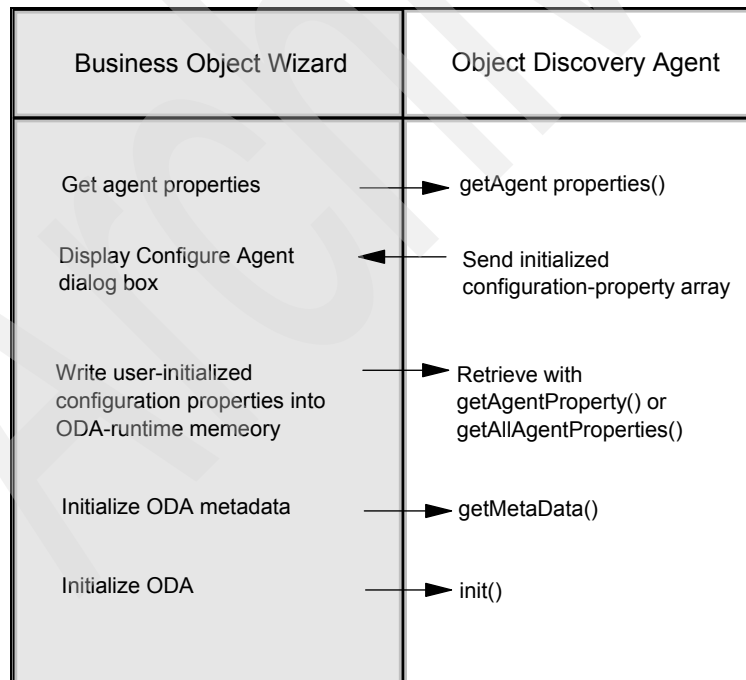 Business Object Wizard
Object Discovery Agent
Get agent properties
getAgent properties()
Display Configure Agent
dialog box
Send initialized
configuration-property array
Write user-initialized
configuration properties into
ODA-runtime memeory
Retrieve with
getAgentProperty() or
getAllAgentProperties()
Initialize ODA metadata
getMetaData()
Initialize ODA
init()